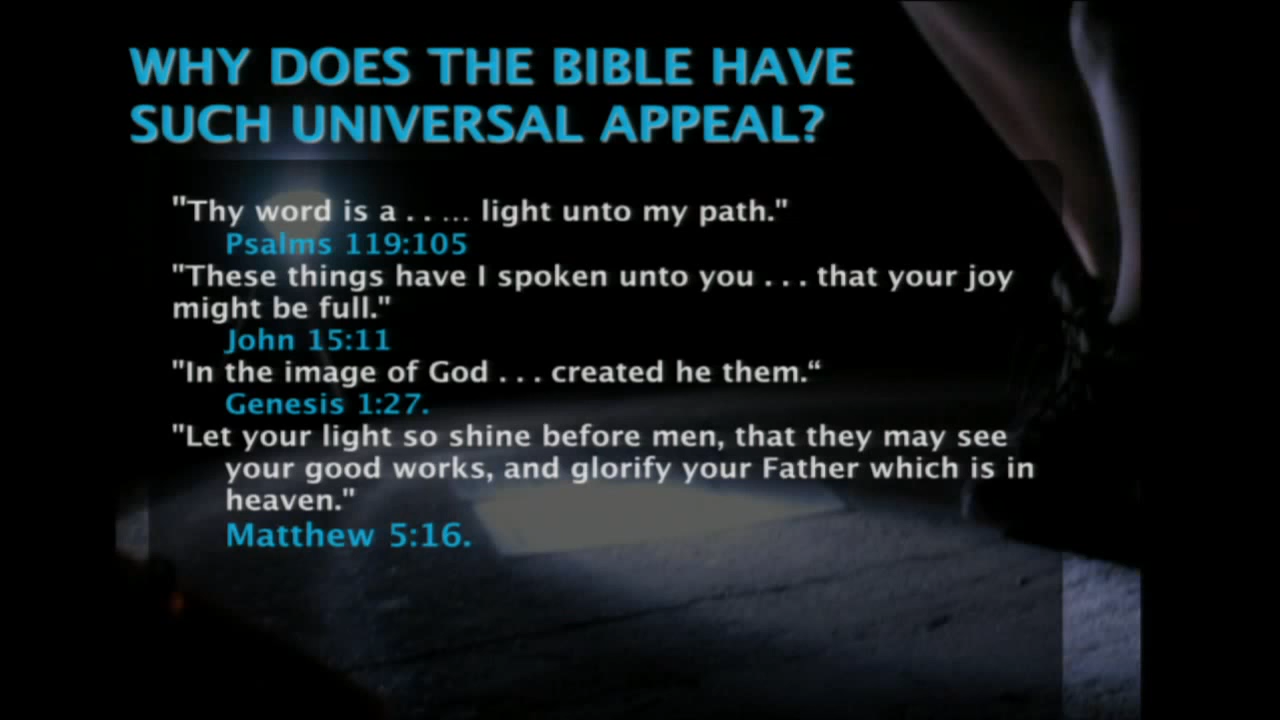 WHY DOES THE BIBLE HAVE
SUCH UNIVERSAL APPEAL?
"Thy word is a . . ... light unto my path."
Psalms 119:105
"These things have I spoken unto you . . . that your joy
might be full."
John 15:11
"In the image of God . . . created he them.“
Genesis 1:27.
"Let your light so shine before men, that they may see
your good works, and glorify your Father which is in
heaven."
Matthew 5:16.